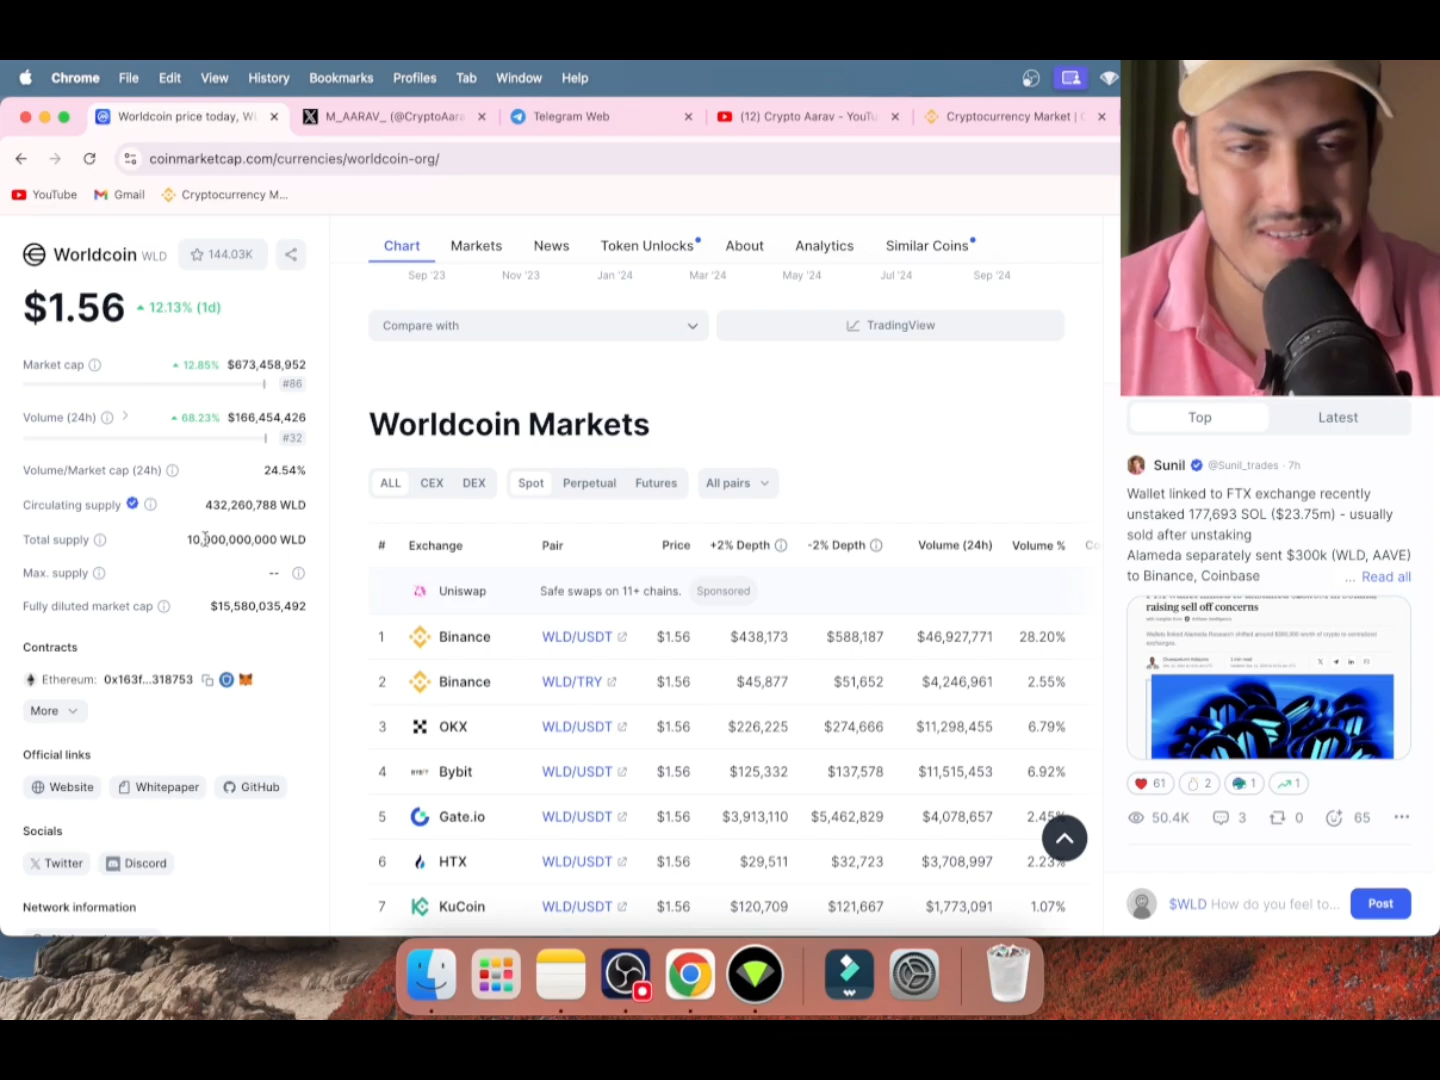 Chrome File Edit View History Bookmarks Profiles Tab Window Help
Worldcoin price today, WL
M_AARAV_ (@CryptoAara
Telegram Web
(12) Crypto Aarav - YouTu
Cryptocurrency Market |
coinmarketcap.com/currencies/worldcoin-org/
YouTube Gmail Cryptocurrency M...
Worldcoin WLD 144.03K
$1.56 12.13% (1d)
Market cap 12.85% $673,458,952
#86
Volume (24h) 68.23% $166,454,426
#32
Volume/Market cap (24h) 24.54%
Circulating supply 432,260,788 WLD
Total supply 10,000,000,000 WLD
Max. supply --
Fully diluted market cap $15,580,035,492
Contracts
Ethereum: 0x163f...318753
More
Official links
Website Whitepaper GitHub
Socials
Twitter Discord
Network information
Chart Markets News Token Unlocks About Analytics Similar Coins
Sep '23 Nov '23 Jan '24 Mar '24 May '24 Jul '24 Sep '24
Compare with TradingView
Worldcoin Markets
ALL CEX DEX Spot Perpetual Futures All pairs
# Exchange Pair Price +2% Depth -2% Depth Volume (24h) Volume % Co
Uniswap Safe swaps on 11+ chains. Sponsored
1 Binance WLD/USDT $1.56 $438,173 $588,187 $46,927,771 28.20%
2 Binance WLD/TRY $1.56 $45,877 $51,652 $4,246,961 2.55%
3 OKX WLD/USDT $1.56 $226,225 $274,666 $11,298,455 6.79%
4 Bybit WLD/USDT $1.56 $125,332 $137,578 $11,515,453 6.92%
5 Gate.io WLD/USDT $1.56 $3,913,110 $5,462,829 $4,078,657 2.45%
6 HTX WLD/USDT $1.56 $29,511 $32,723 $3,708,997 2.23%
7 KuCoin WLD/USDT $1.56 $120,709 $121,667 $1,773,091 1.07%
Top Latest
Sunil @Sunil_trades · 7h
Wallet linked to FTX exchange recently
unstaked 177,693 SOL ($23.75m) - usually
sold after unstaking
Alameda separately sent $300k (WLD, AAVE)
to Binance, Coinbase ... Read all
raising sell off concerns
61 2 1 1
50.4K 3 0 65
$WLD How do you feel to... Post